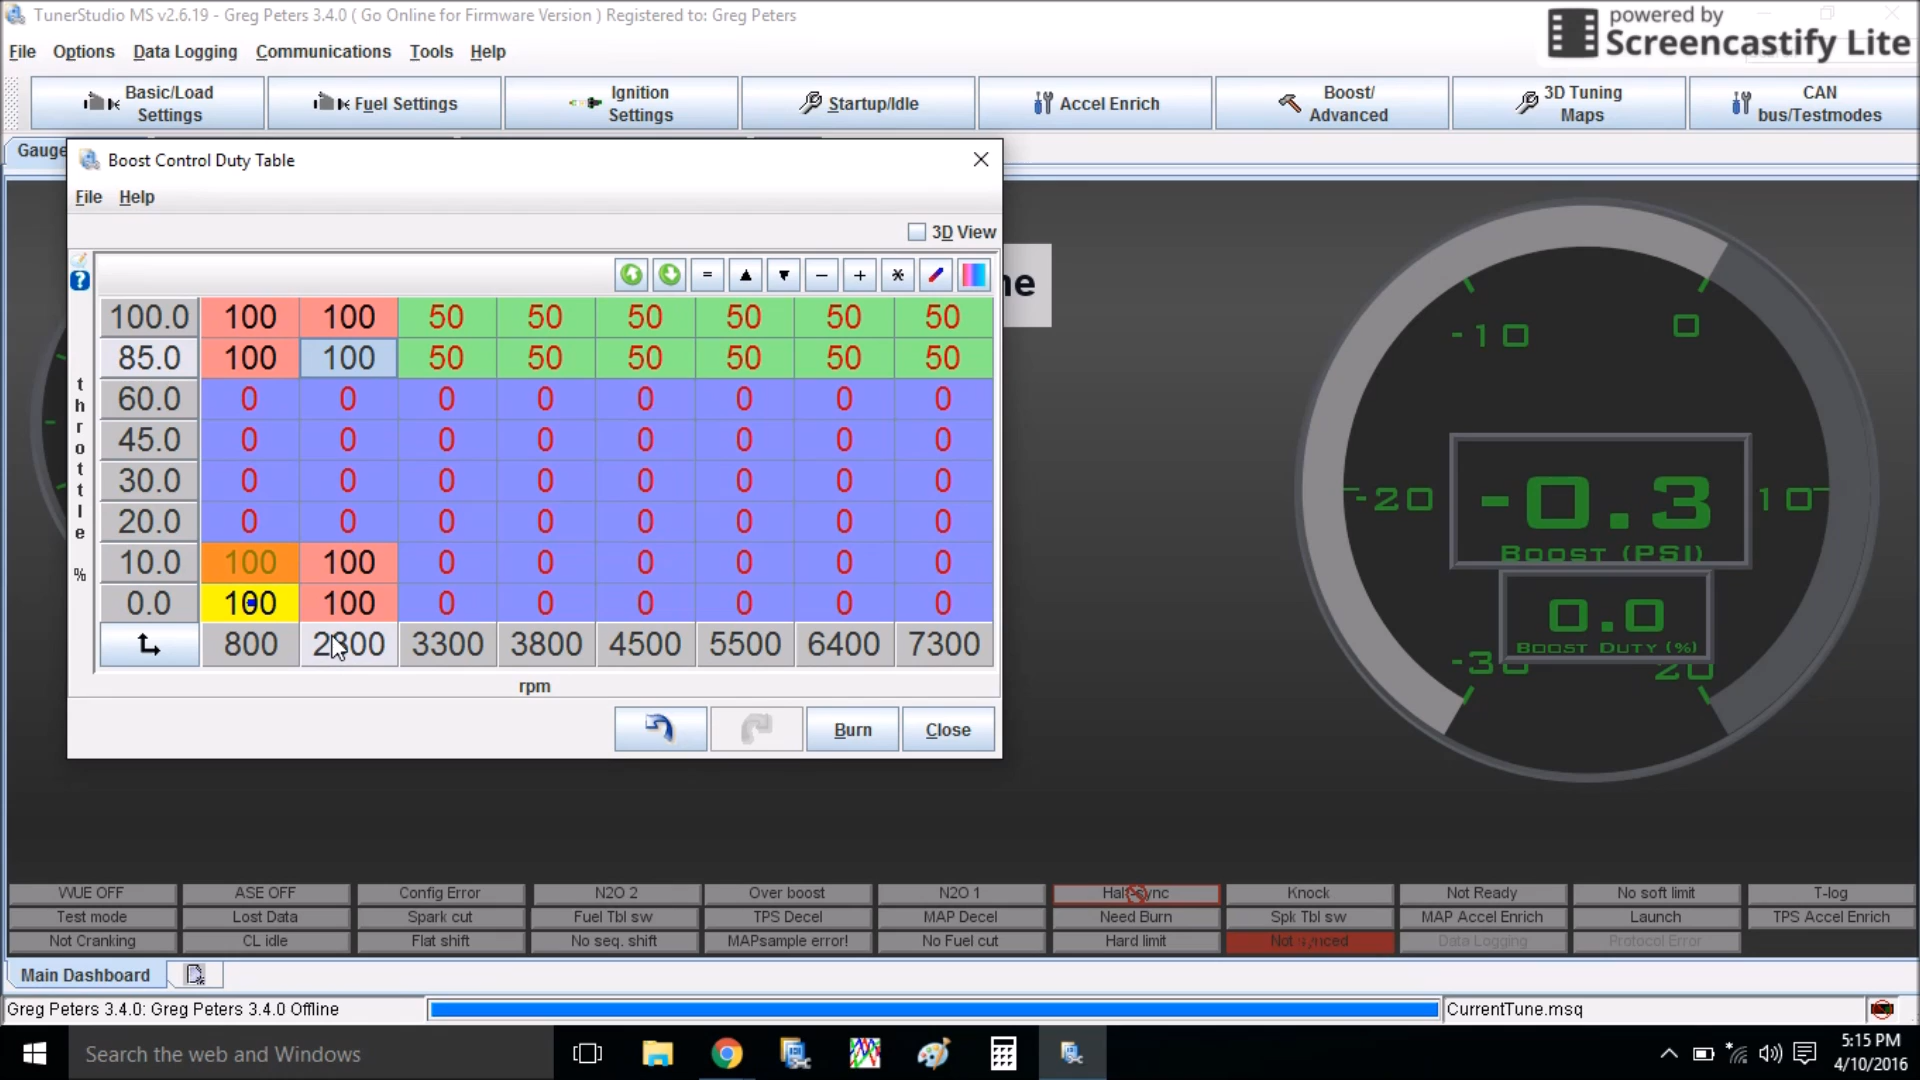 TunerStudio MS v2.6.19 - Greg Peters 3.4.0 ( Go Online for Firmware Version ) Registered to: Greg Peters
powered by
Screencastify Lite
File Options Data Logging Communications Tools Help
Basic/Load Settings
Fuel Settings
Ignition Settings
Startup/Idle
Accel Enrich
Boost/ Advanced
3D Tuning Maps
CAN bus/Testmodes
Gauge
Boost Control Duty Table
File Help
3D View
= - + *
100.0 100 100 50 50 50 50 50 50
85.0 100 100 50 50 50 50 50 50
60.0 0 0 0 0 0 0 0 0
45.0 0 0 0 0 0 0 0 0
30.0 0 0 0 0 0 0 0 0
20.0 0 0 0 0 0 0 0 0
10.0 100 100 0 0 0 0 0 0
0.0 100 100 0 0 0 0 0 0
800 3300 3800 4500 5500 6400 7300
throttle %
rpm
Burn Close
-10 0
-20 -0.3 10
BOOST (PSI)
0.0
BOOST DUTY (%)
-30 20
WUE OFF ASE OFF Config Error N2O 2 Over boost N2O 1 Half sync Knock Not Ready No soft limit T-log
Test mode Lost Data Spark cut Fuel Tbl sw TPS Decel MAP Decel Need Burn Spk Tbl sw MAP Accel Enrich Launch TPS Accel Enrich
Not Cranking CL idle Flat shift No seq. shift MAPsample error! No Fuel cut Hard limit Not synced Data Logging Protocol Error
Main Dashboard
Greg Peters 3.4.0: Greg Peters 3.4.0 Offline
CurrentTune.msq
Search the web and Windows
5:15 PM
4/10/2016